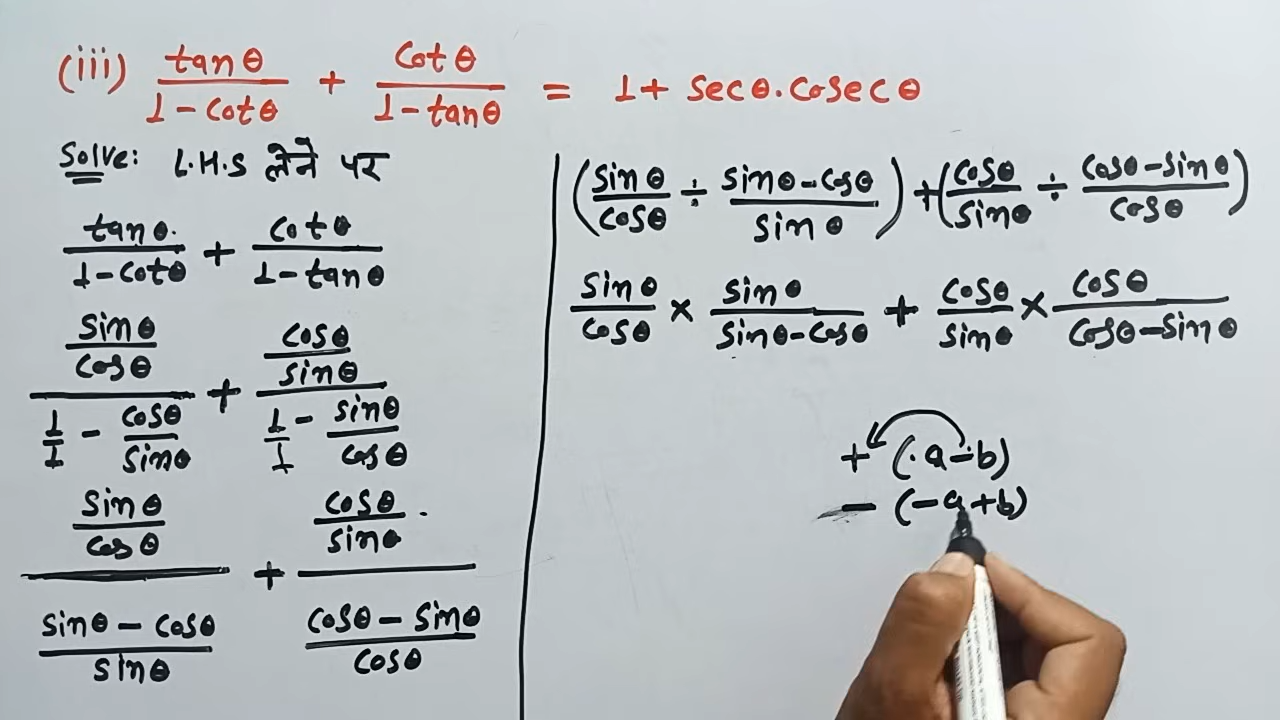 (iii) tanθ/1-cotθ + cotθ/1-tanθ = 1 + secθ.cosecθ
Solve: L.H.S लेने पर
tanθ./1-cotθ + cotθ/1-tanθ
sinθ/cosθ / 1/1 - cosθ/sinθ + cosθ/sinθ / 1/1 - sinθ/cosθ
sinθ/cosθ / sinθ-cosθ/sinθ + cosθ/sinθ . / cosθ-sinθ/cosθ
(sinθ/cosθ ÷ sinθ-cosθ/sinθ) + (cosθ/sinθ ÷ cosθ-sinθ/cosθ)
sinθ/cosθ × sinθ/sinθ-cosθ + cosθ/sinθ × cosθ/cosθ-sinθ
+ (.a-b)
- (-a+b)